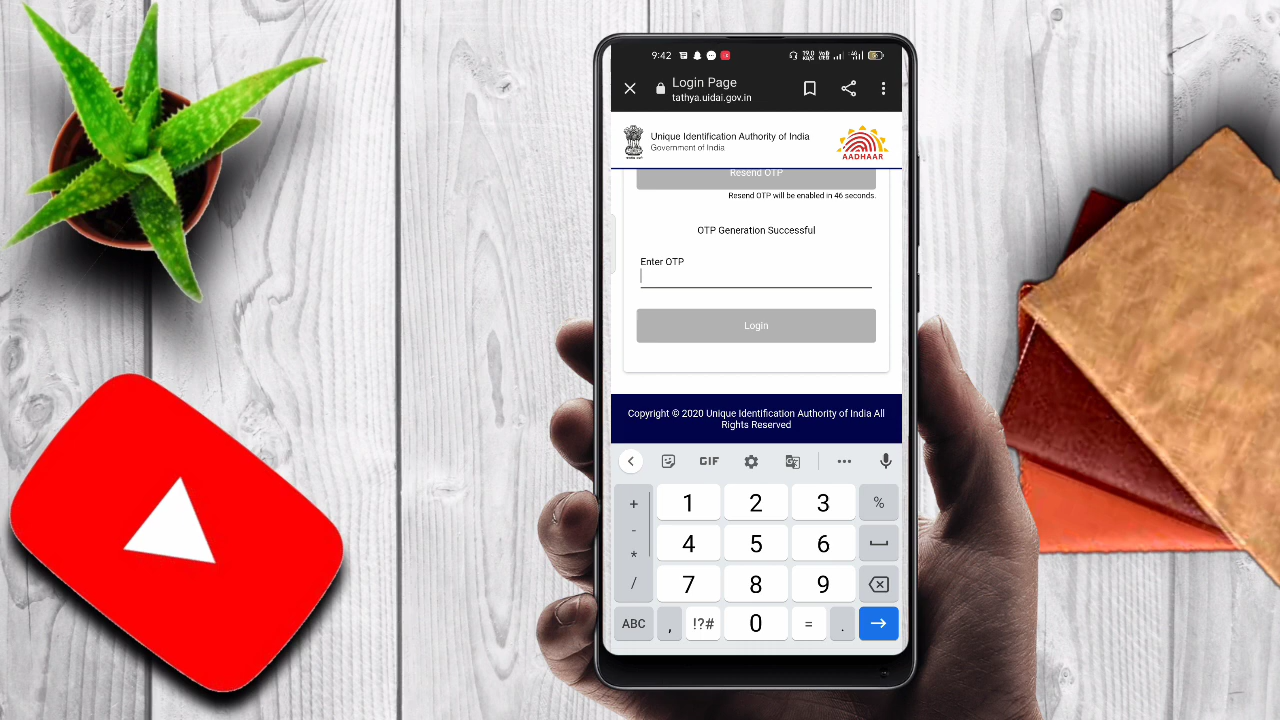 9:42
Login Page
tathya.uidai.gov.in
Unique Identification Authority of India
Government of India
AADHAAR
Resend OTP
Resend OTP will be enabled in 46 seconds.
OTP Generation Successful
Enter OTP
Login
Copyright © 2020 Unique Identification Authority of India All
Rights Reserved
GIF
+ 1 2 3 %
- 4 5 6
*
/ 7 8 9
ABC , !?# 0 = .